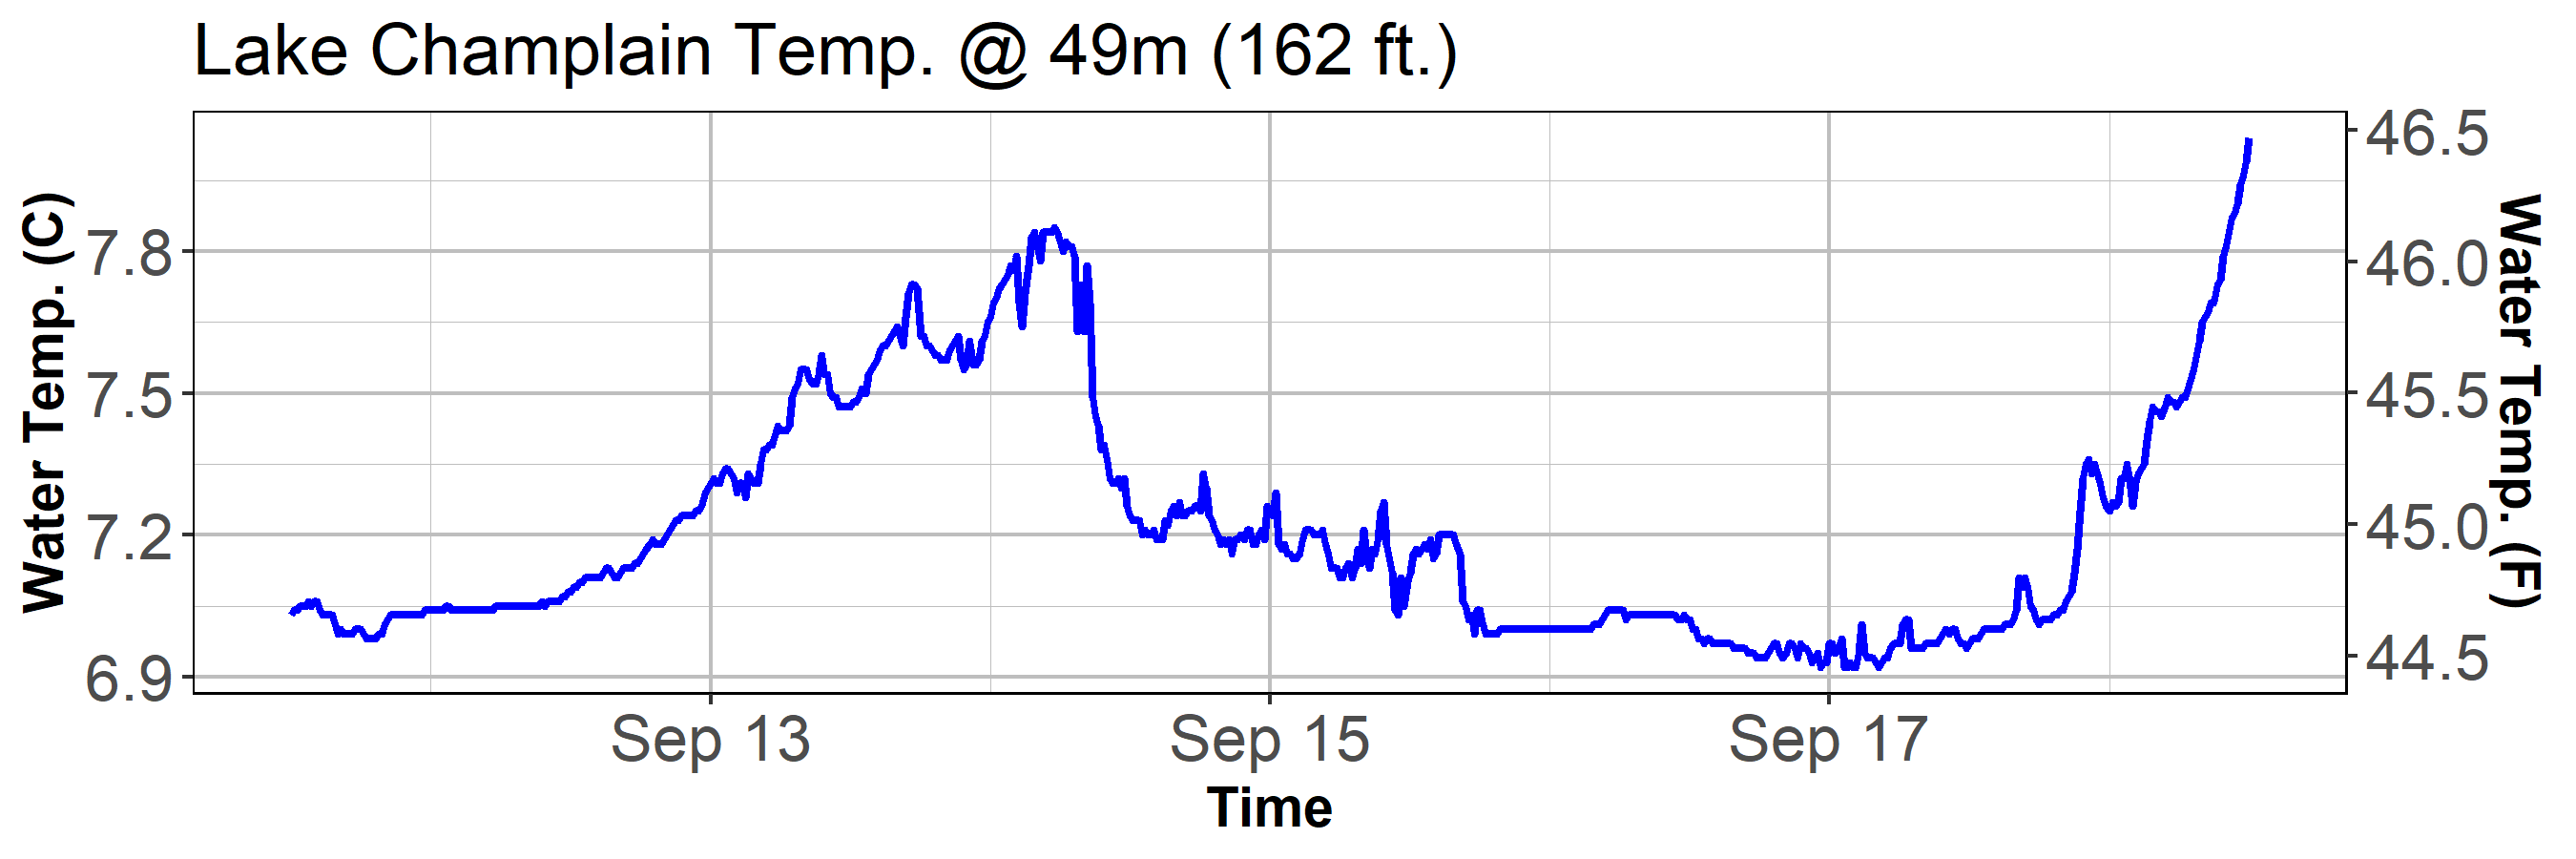 Lake Champlain Temp. @ 49m (162 ft.)
Water Temp. (C)
7.8
7.5
7.2
6.9
46.5
46.0
45.5
45.0
44.5
Water Temp. (F)
Sep 13
Sep 15
Sep 17
Time